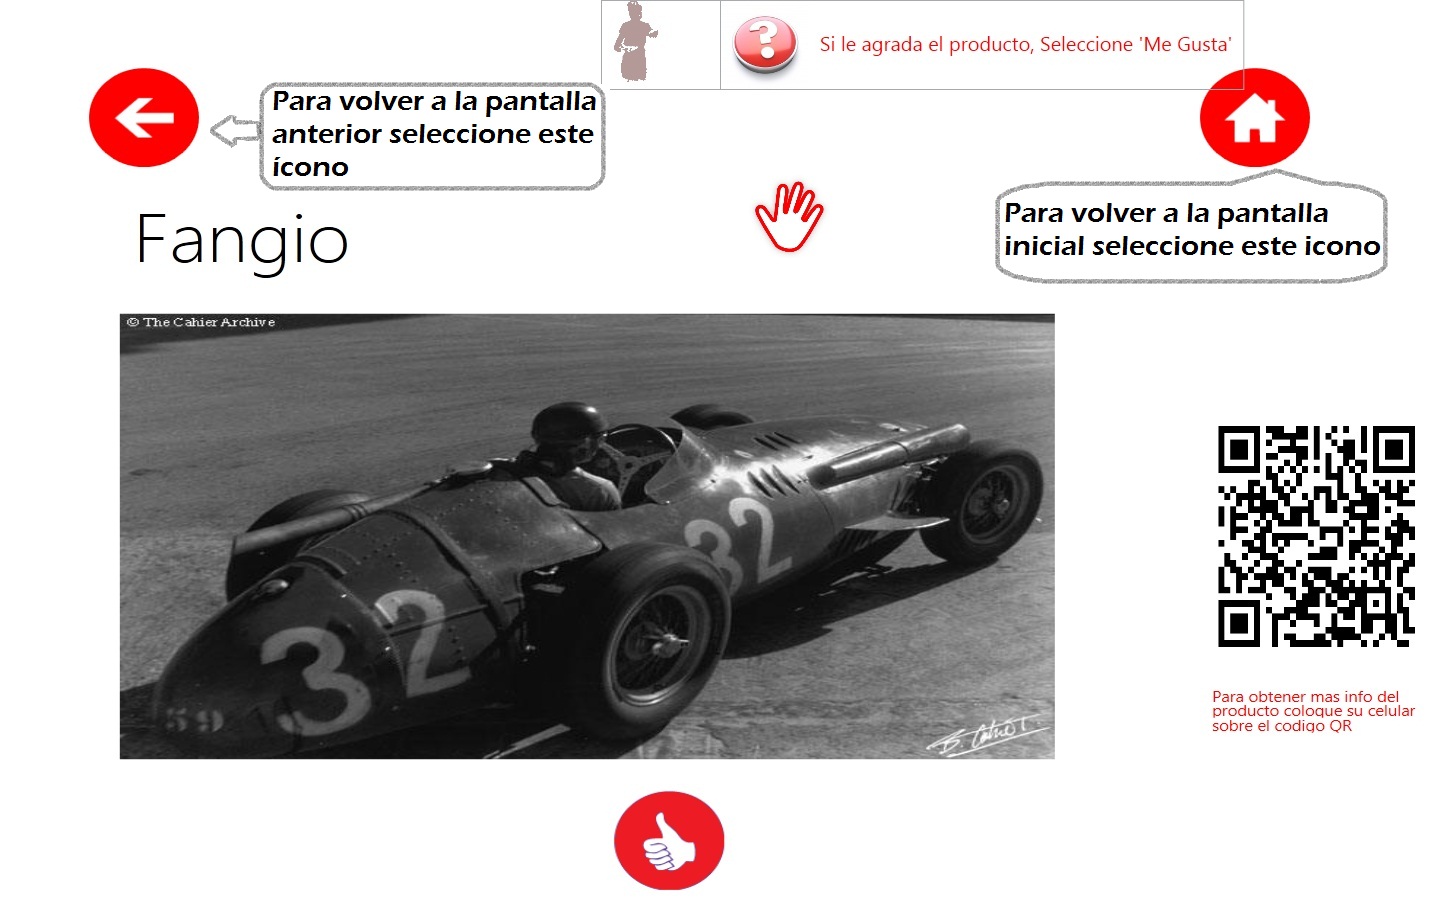 Si le agrada el producto, Seleccione 'Me Gusta'
Para volver a la pantalla
anterior seleccione este
ícono
Para volver a la pantalla
inicial seleccione este icono
Fangio
© The Cahier Archive
32
32
59
B. Cahier
Para obtener mas info del
producto coloque su celular
sobre el codigo QR